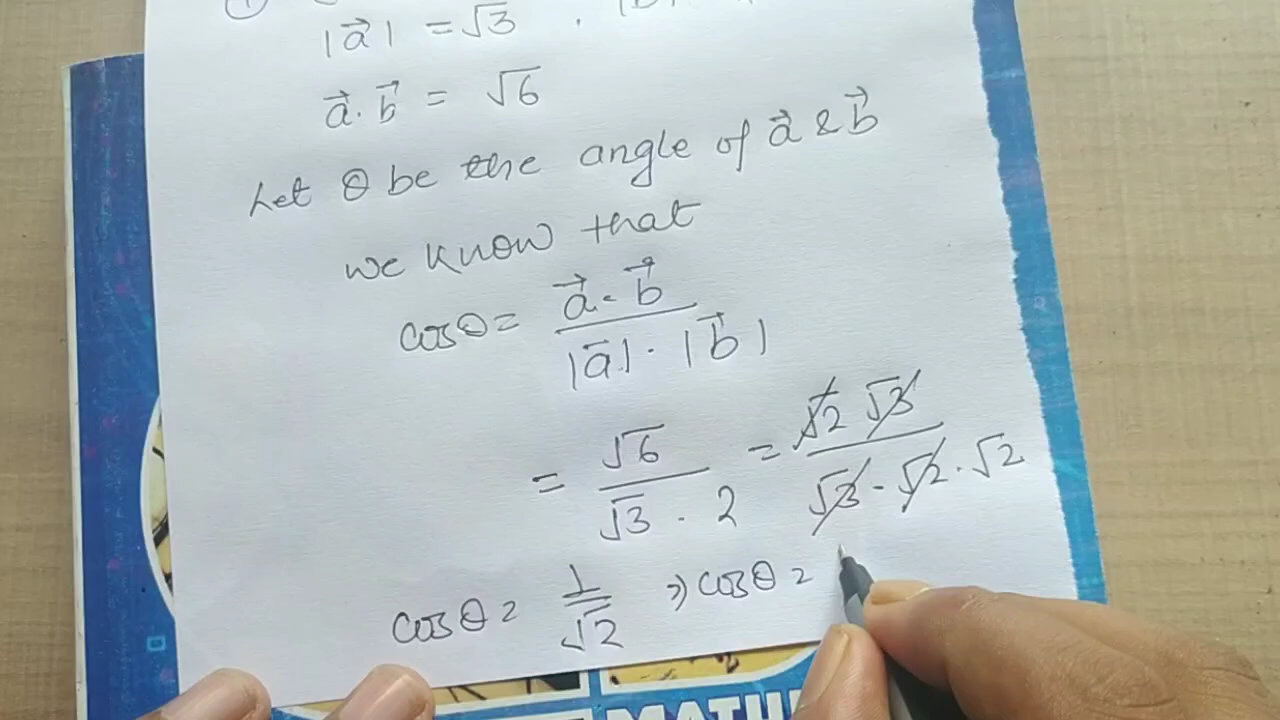 |a⃗| = √3 .
a⃗ . b⃗ = √6
Let θ be the angle of a⃗ & b⃗
we know that
cosθ = a⃗ . b⃗ / |a⃗| . |b⃗|
= √6 / √3 . 2 = √2 √3 / √3 . √2 . √2
cosθ = 1/√2 ⇒ cosθ =
MATH